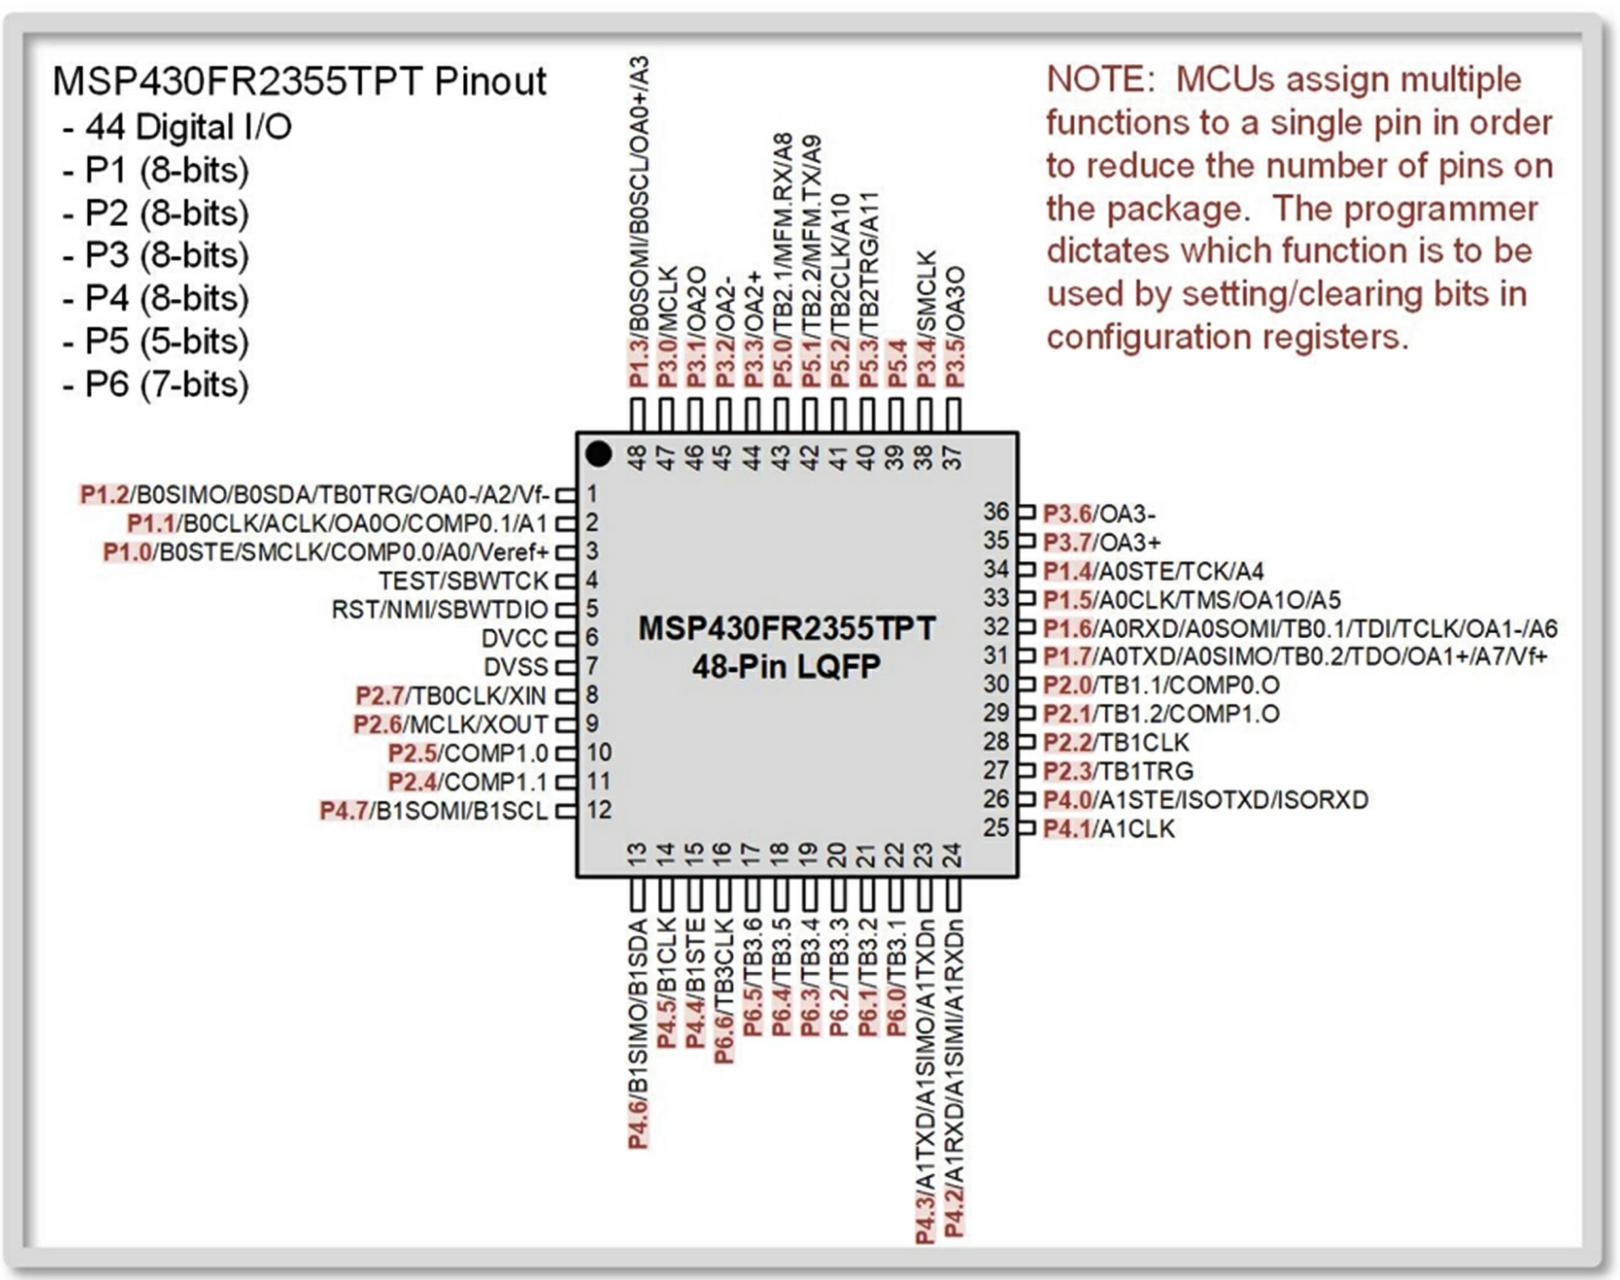 MSP430FR2355TPT Pinout
- 44 Digital I/O
- P1 (8-bits)
- P2 (8-bits)
- P3 (8-bits)
- P4 (8-bits)
- P5 (5-bits)
- P6 (7-bits)
NOTE: MCUs assign multiple
functions to a single pin in order
to reduce the number of pins on
the package. The programmer
dictates which function is to be
used by setting/clearing bits in
configuration registers.
P1.3/B0SOMI/B0SCL/OA0+/A3
P3.0/MCLK
P3.1/OA2O
P3.2/OA2-
P3.3/OA2+
P5.0/TB2.1/MFM.RX/A8
P5.1/TB2.2/MFM.TX/A9
P5.2/TB2CLK/A10
P5.3/TB2TRG/A11
P5.4
P3.4/SMCLK
P3.5/OA3O
48
47
46
45
44
43
42
41
40
39
38
37
P1.2/B0SIMO/B0SDA/TB0TRG/OA0-/A2/Vf- 1
P1.1/B0CLK/ACLK/OA0O/COMP0.1/A1 2
P1.0/B0STE/SMCLK/COMP0.0/A0/Veref+ 3
TEST/SBWTCK 4
RST/NMI/SBWTDIO 5
DVCC 6
DVSS 7
P2.7/TB0CLK/XIN 8
P2.6/MCLK/XOUT 9
P2.5/COMP1.0 10
P2.4/COMP1.1 11
P4.7/B1SOMI/B1SCL 12
MSP430FR2355TPT
48-Pin LQFP
36 P3.6/OA3-
35 P3.7/OA3+
34 P1.4/A0STE/TCK/A4
33 P1.5/A0CLK/TMS/OA1O/A5
32 P1.6/A0RXD/A0SOMI/TB0.1/TDI/TCLK/OA1-/A6
31 P1.7/A0TXD/A0SIMO/TB0.2/TDO/OA1+/A7/Vf+
30 P2.0/TB1.1/COMP0.O
29 P2.1/TB1.2/COMP1.O
28 P2.2/TB1CLK
27 P2.3/TB1TRG
26 P4.0/A1STE/ISOTXD/ISORXD
25 P4.1/A1CLK
13
14
15
16
17
18
19
20
21
22
23
24
P4.6/B1SIMO/B1SDA
P4.5/B1CLK
P4.4/B1STE
P6.6/TB3CLK
P6.5/TB3.6
P6.4/TB3.5
P6.3/TB3.4
P6.2/TB3.3
P6.1/TB3.2
P6.0/TB3.1
P4.3/A1TXD/A1SIMO/A1TXDn
P4.2/A1RXD/A1SIMI/A1RXDn